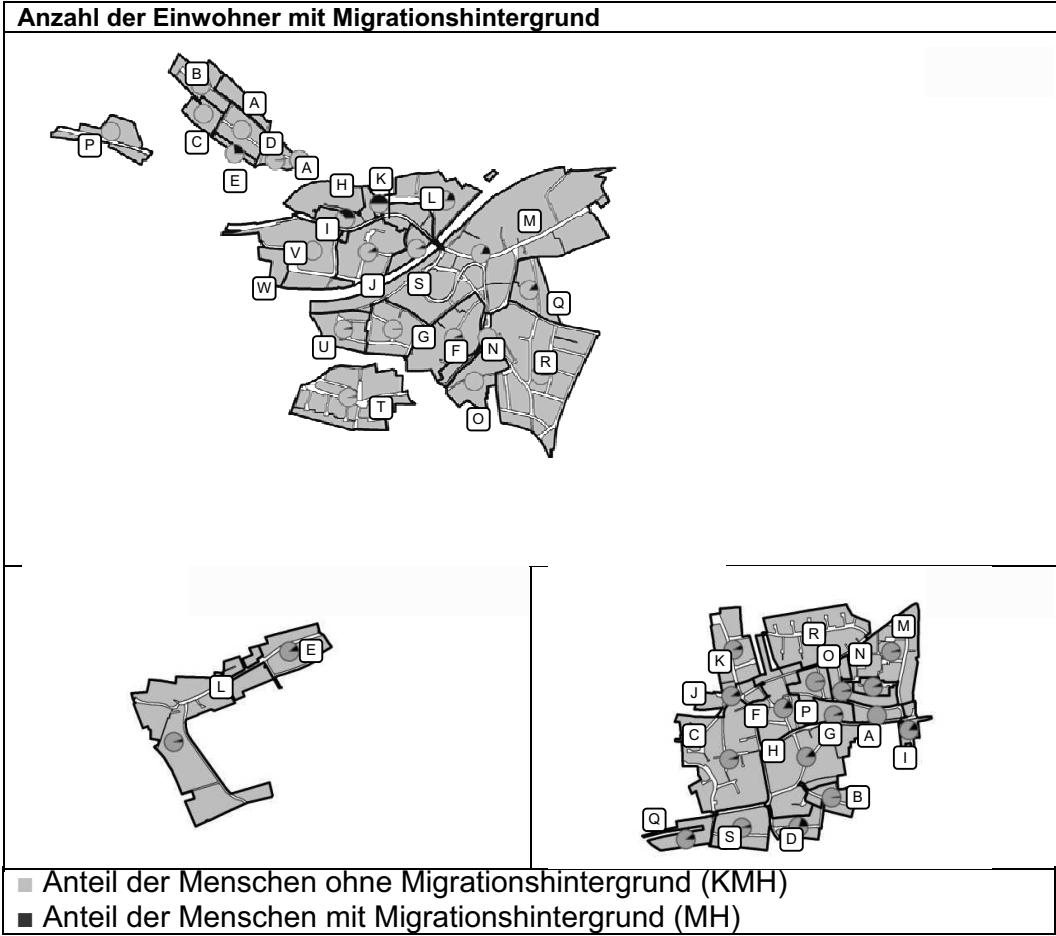 Anzahl der Einwohner mit Migrationshintergrund
B
A
P
C
D
A
E
H
K
L
I
M
V
W
J
S
Q
U
G
F
N
R
T
O
E
L
R
M
K
O
N
J
F
P
C
H
G
A
I
B
Q
S
D
Anteil der Menschen ohne Migrationshintergrund (KMH)
Anteil der Menschen mit Migrationshintergrund (MH)